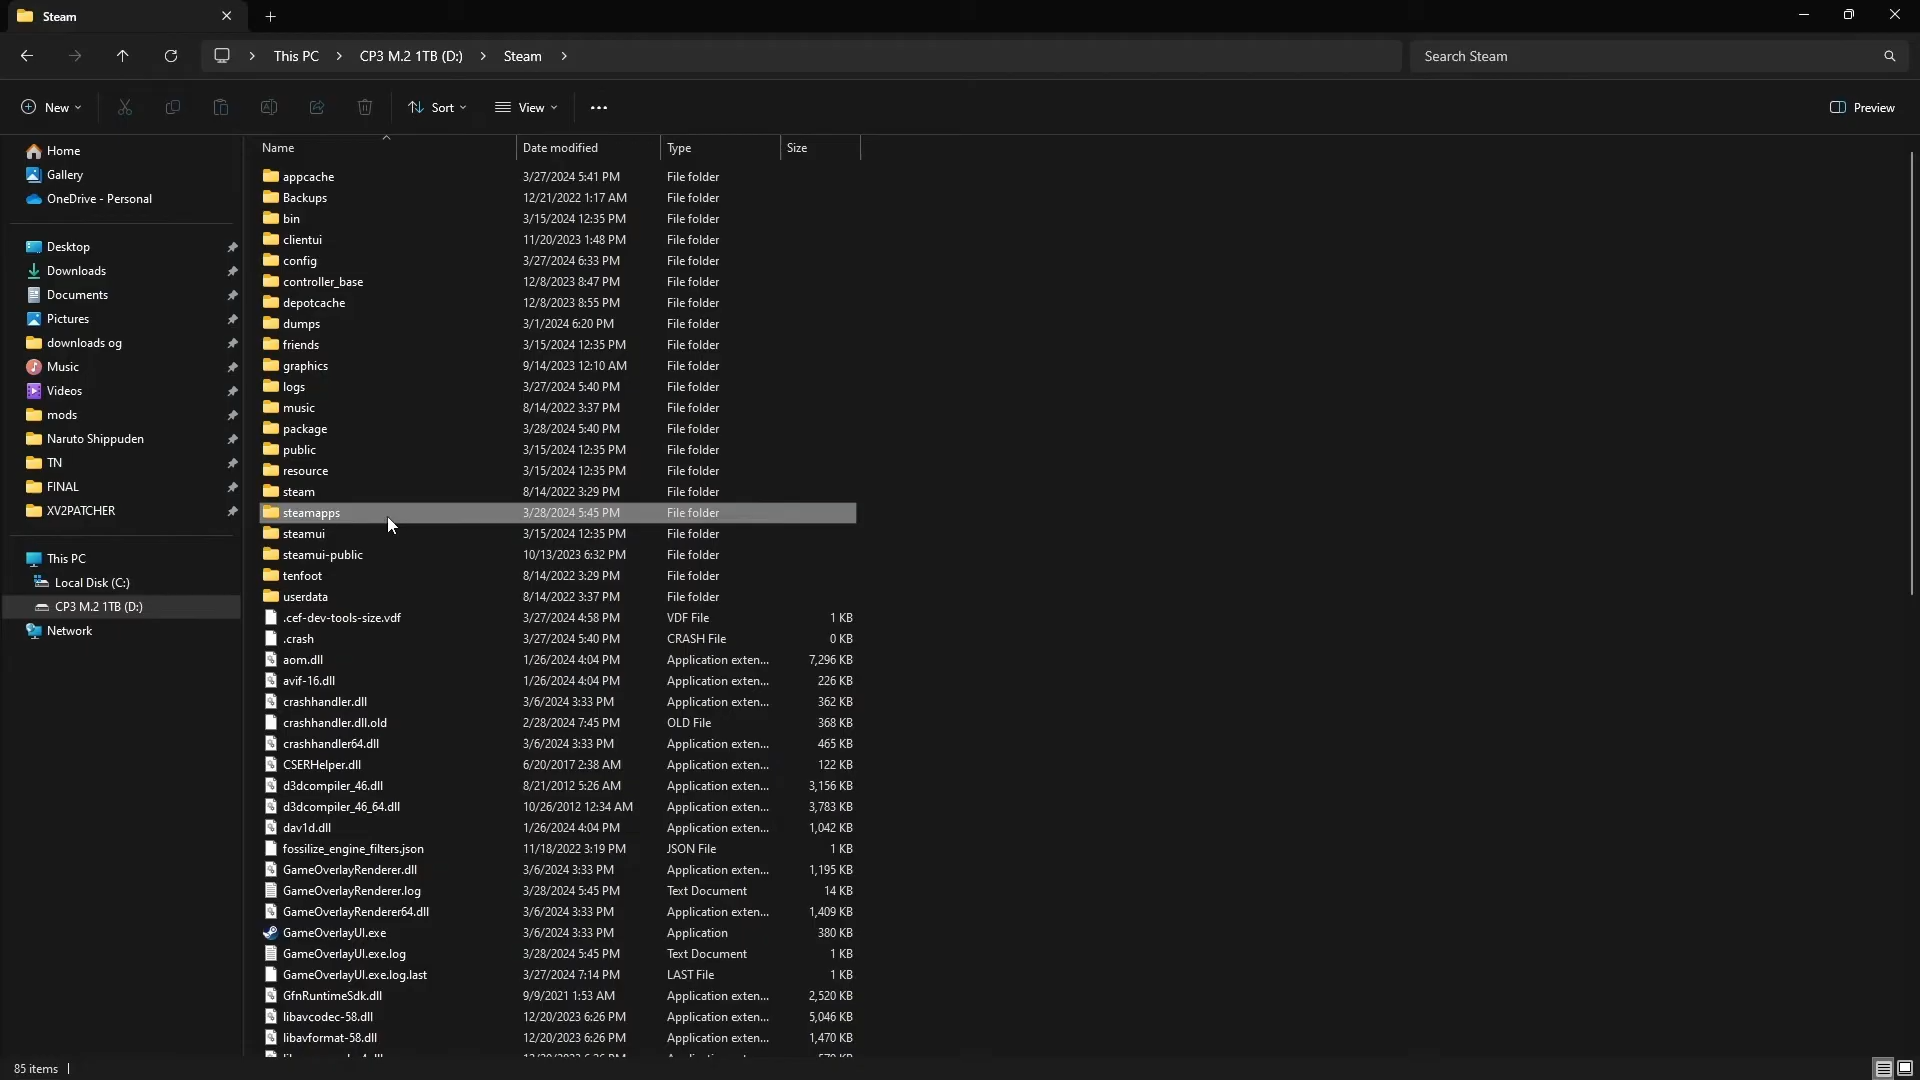 Steam
This PC > CP3 M.2 1TB (D:) > Steam >
Search Steam
New
Sort
View
Preview
Home
Gallery
OneDrive - Personal
Desktop
Downloads
Documents
Pictures
downloads og
Music
Videos
mods
Naruto Shippuden
TN
FINAL
XV2PATCHER
This PC
Local Disk (C:)
CP3 M.2 1TB (D:)
Network
Name Date modified Type Size
appcache 3/27/2024 5:41 PM File folder
Backups 12/21/2022 1:17 AM File folder
bin 3/15/2024 12:35 PM File folder
clientui 11/20/2023 1:48 PM File folder
config 3/27/2024 6:33 PM File folder
controller_base 12/8/2023 8:47 PM File folder
depotcache 12/8/2023 8:55 PM File folder
dumps 3/1/2024 6:20 PM File folder
friends 3/15/2024 12:35 PM File folder
graphics 9/14/2023 12:10 AM File folder
logs 3/27/2024 5:40 PM File folder
music 8/14/2022 3:37 PM File folder
package 3/28/2024 5:40 PM File folder
public 3/15/2024 12:35 PM File folder
resource 3/15/2024 12:35 PM File folder
steam 8/14/2022 3:29 PM File folder
steamapps 3/28/2024 5:45 PM File folder
steamui 3/15/2024 12:35 PM File folder
steamui-public 10/13/2023 6:32 PM File folder
tenfoot 8/14/2022 3:29 PM File folder
userdata 8/14/2022 3:37 PM File folder
.cef-dev-tools-size.vdf 3/27/2024 4:58 PM VDF File 1 KB
.crash 3/27/2024 5:40 PM CRASH File 0 KB
aom.dll 1/26/2024 4:04 PM Application exten... 7,296 KB
avif-16.dll 1/26/2024 4:04 PM Application exten... 226 KB
crashhandler.dll 3/6/2024 3:33 PM Application exten... 362 KB
crashhandler.dll.old 2/28/2024 7:45 PM OLD File 368 KB
crashhandler64.dll 3/6/2024 3:33 PM Application exten... 465 KB
CSERHelper.dll 6/20/2017 2:38 AM Application exten... 122 KB
d3dcompiler_46.dll 8/21/2012 5:26 AM Application exten... 3,156 KB
d3dcompiler_46_64.dll 10/26/2012 12:34 AM Application exten... 3,783 KB
dav1d.dll 1/26/2024 4:04 PM Application exten... 1,042 KB
fossilize_engine_filters.json 11/18/2022 3:19 PM JSON File 1 KB
GameOverlayRenderer.dll 3/6/2024 3:33 PM Application exten... 1,195 KB
GameOverlayRenderer.log 3/28/2024 5:45 PM Text Document 14 KB
GameOverlayRenderer64.dll 3/6/2024 3:33 PM Application exten... 1,409 KB
GameOverlayUI.exe 3/6/2024 3:33 PM Application 380 KB
GameOverlayUI.exe.log 3/28/2024 5:45 PM Text Document 1 KB
GameOverlayUI.exe.log.last 3/27/2024 7:14 PM LAST File 1 KB
GfnRuntimeSdk.dll 9/9/2021 1:53 AM Application exten... 2,520 KB
libavcodec-58.dll 12/20/2023 6:26 PM Application exten... 5,046 KB
libavformat-58.dll 12/20/2023 6:26 PM Application exten... 1,470 KB
85 items